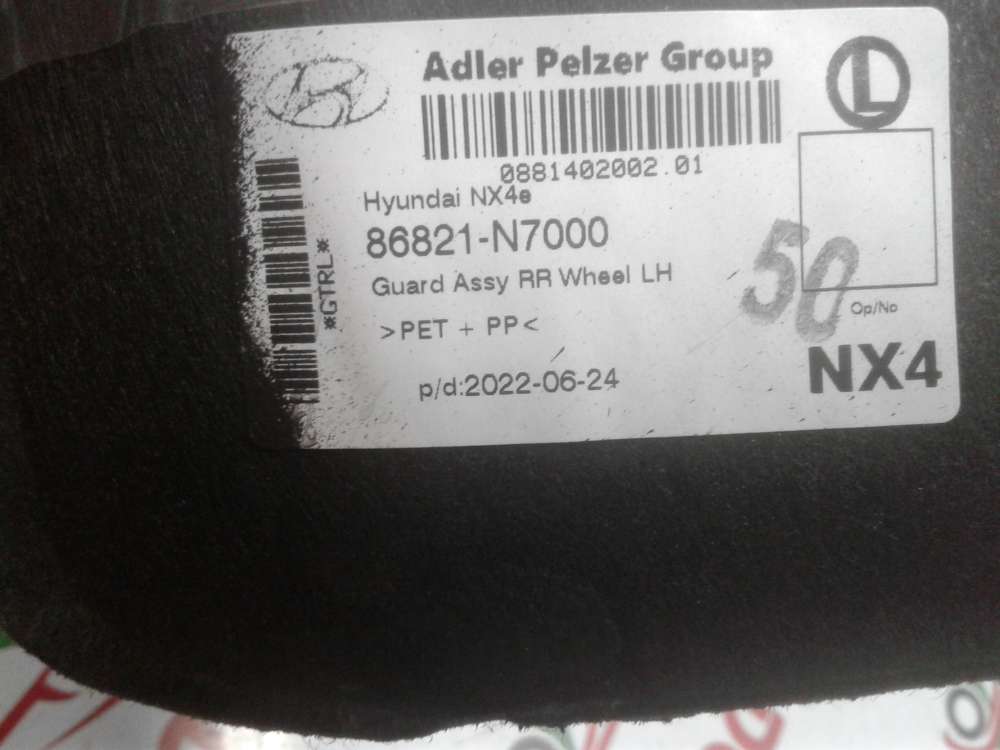 Adler Pelzer Group
L
0881402002.01
Hyundai NX4e
86821-N7000
Guard Assy RR Wheel LH
>PET + PP<
p/d:2022-06-24
*GTRL*
50
Op/No
NX4